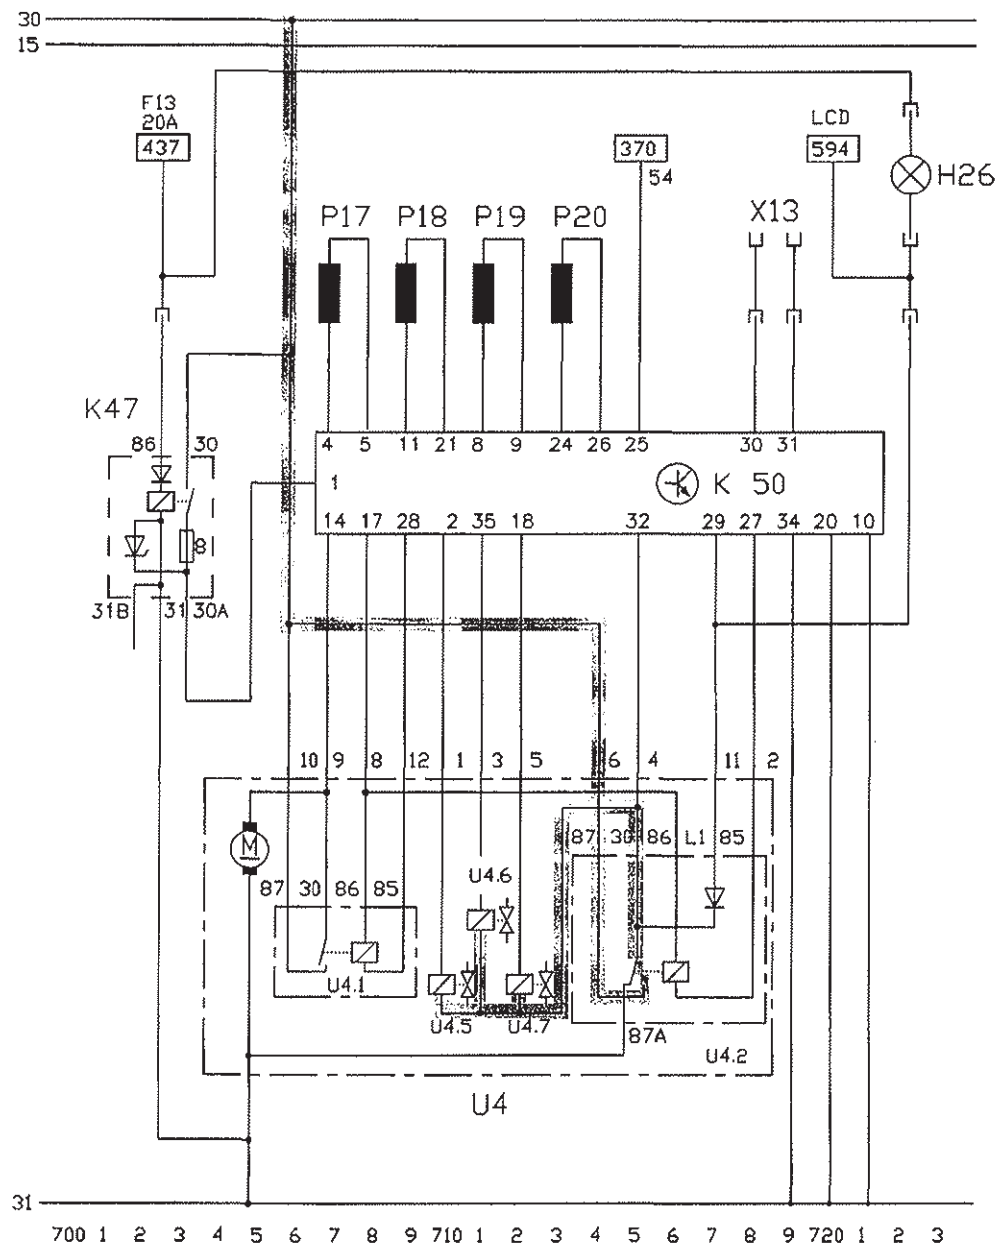 30
15
F13
20A
437
370
54
LCD
594
H26
P17 P18 P19 P20
X13
K47
86 30
4 5 11 21 8 9 24 26 25 30 31
1
K 50
14 17 28 2 35 18 32 29 27 34 20 10
8
31B 31 30A
10 9 8 12 1 3 5 6 4 11 2
M
87 30 86 L1 85
87 30 86 85
U4.6
U4.1
U4.5 U4.7
87A
U4.2
U4
31
700 1 2 3 4 5 6 7 8 9 710 1 2 3 4 5 6 7 8 9 720 1 2 3